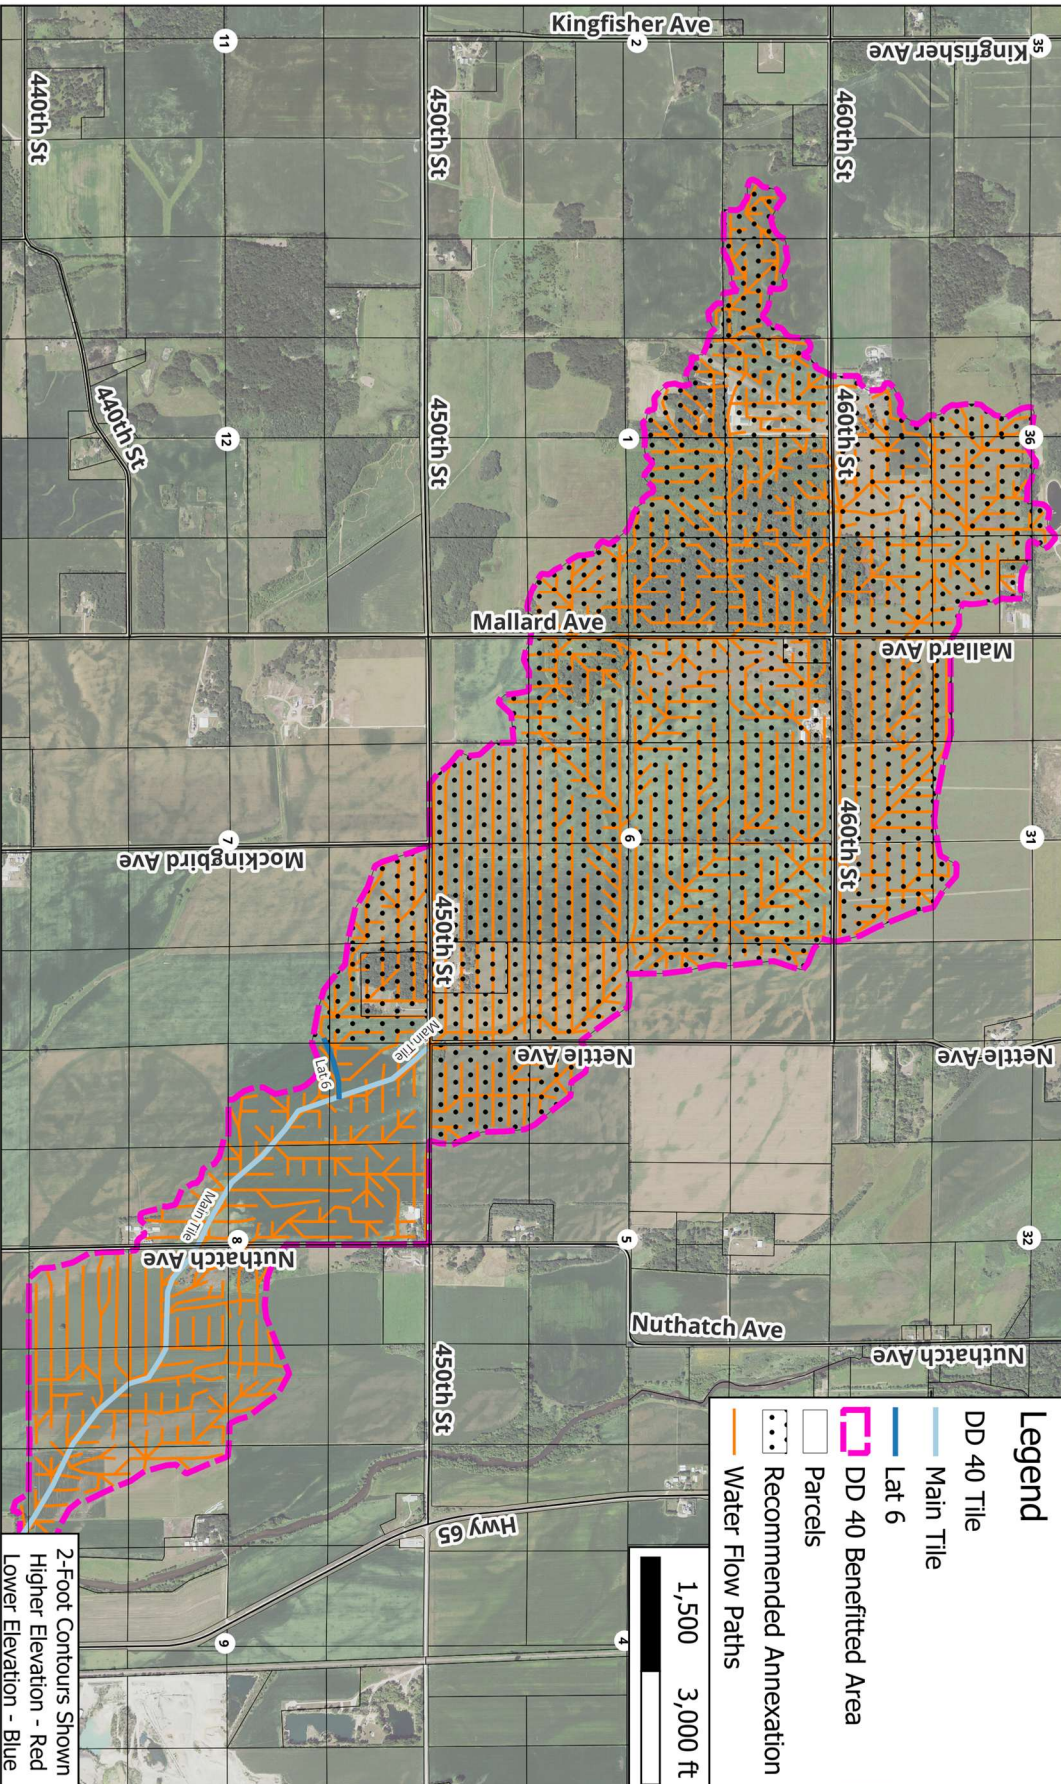 Legend
DD 40 Tile
Main Tile
Lat 6
DD 40 Benefitted Area
Parcels
Recommended Annexation
Water Flow Paths
1,500 3,000 ft
35
36
31
32
Kingfisher Ave
Mallard Ave
Nettle Ave
Nuthatch Ave
460th St
460th St
460th St
Nuthatch Ave
2
1
6
5
4
Kingfisher Ave
Mallard Ave
Nettle Ave
Hwy 65
450th St
450th St
450th St
450th St
Main Tile
Lat 6
Main Tile
11
12
7
8
9
Mockingbird Ave
Nuthatch Ave
440th St
440th St
2-Foot Contours Shown
Higher Elevation - Red
Lower Elevation - Blue